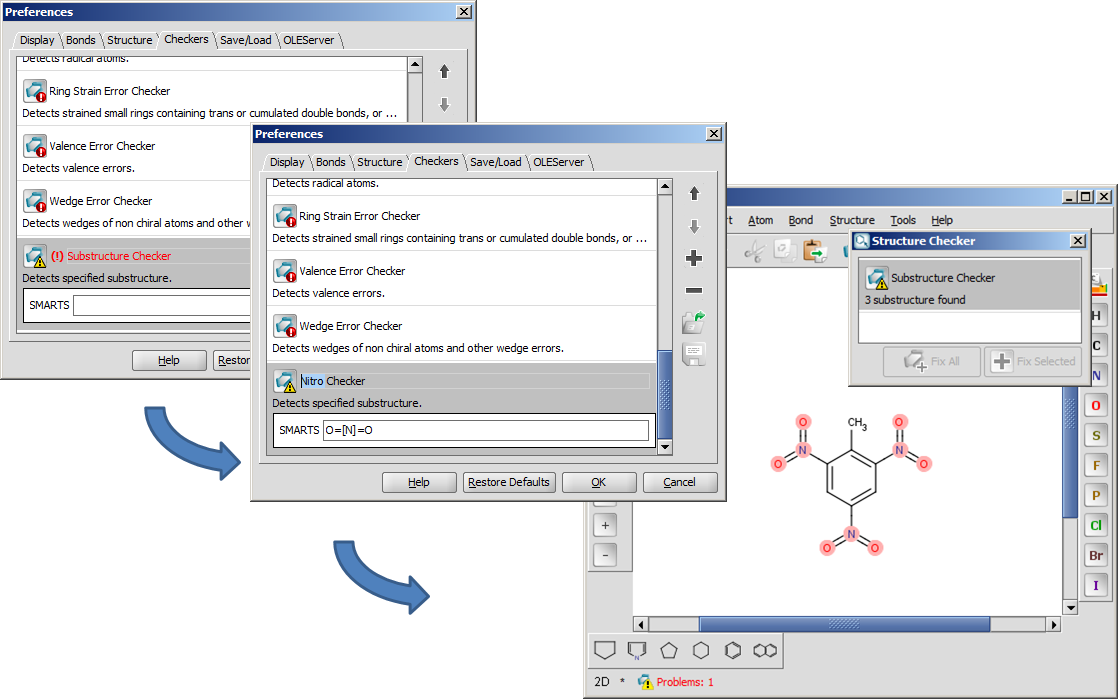 Preferences
Display Bonds Structure Checkers Save/Load OLEServer
Detects radical atoms.
Ring Strain Error Checker
Detects strained small rings containing trans or cumulated double bonds, or ...
Valence Error Checker
Detects valence errors.
Wedge Error Checker
Detects wedges of non chiral atoms and other
(!) Substructure Checker
Detects specified substructure.
SMARTS
Help Restor
Preferences
Display Bonds Structure Checkers Save/Load OLEServer
Detects radical atoms.
Ring Strain Error Checker
Detects strained small rings containing trans or cumulated double bonds, or ...
Valence Error Checker
Detects valence errors.
Wedge Error Checker
Detects wedges of non chiral atoms and other wedge errors.
Nitro Checker
Detects specified substructure.
SMARTS O=[N]=O
Help Restore Defaults OK Cancel
Atom Bond Structure Tools Help
Structure Checker
Substructure Checker
3 substructure found
Fix All Fix Selected
H
C
N
O
S
F
P
Cl
Br
I
O CH3 O
N N
O O
N
O O
+
-
N
2D * Problems: 1